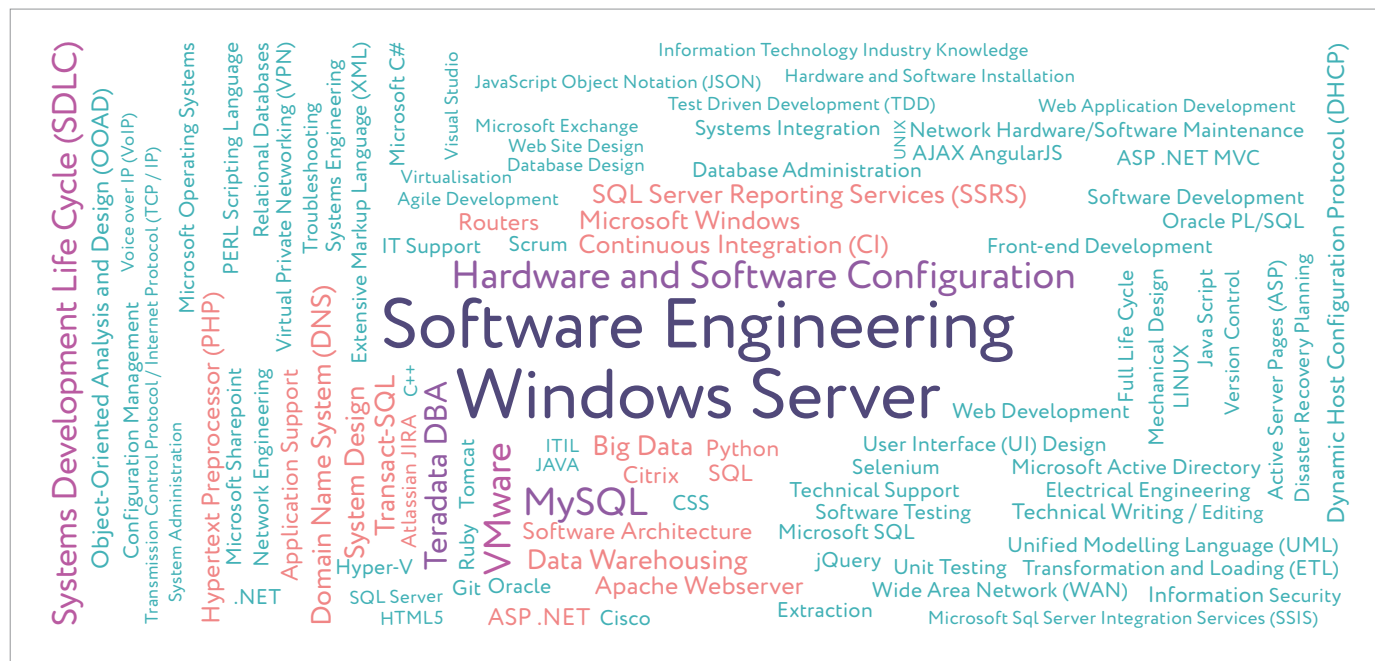 Systems Development Life Cycle (SDLC)
Object-Oriented Analysis and Design (OOAD)
Voice over IP (VoIP)
Configuration Management
Transmission Control Protocol / Internet Protocol (TCP / IP)
System Administration
Microsoft Operating Systems
Hypertext Preprocessor (PHP)
PERL Scripting Language
Microsoft Sharepoint
Relational Databases
Network Engineering
.NET
Virtual Private Networking (VPN)
Application Support
Troubleshooting
Domain Name System (DNS)
Systems Engineering
Extensive Markup Language (XML)
System Design
Microsoft C#
Transact-SQL
C++
Atlassian JIRA
Visual Studio
Information Technology Industry Knowledge
JavaScript Object Notation (JSON)
Hardware and Software Installation
Test Driven Development (TDD)
Web Application Development
Microsoft Exchange
Systems Integration
UNIX
Network Hardware/Software Maintenance
Web Site Design
Database Design
AJAX AngularJS
ASP .NET MVC
Virtualisation
Database Administration
Agile Development
SQL Server Reporting Services (SSRS)
Software Development
Routers
Microsoft Windows
Oracle PL/SQL
IT Support
Scrum
Continuous Integration (CI)
Front-end Development
Hardware and Software Configuration
Software Engineering
Windows Server
Full Life Cycle
Mechanical Design
LINUX
Java Script
Version Control
Active Server Pages (ASP)
Disaster Recovery Planning
Dynamic Host Configuration Protocol (DHCP)
Web Development
Teradata DBA
Tomcat
Ruby
VMware
ITIL
JAVA
Big Data
Python
Citrix
SQL
MySQL
CSS
User Interface (UI) Design
Selenium
Microsoft Active Directory
Technical Support
Electrical Engineering
Software Testing
Technical Writing / Editing
Software Architecture
Microsoft SQL
Unified Modelling Language (UML)
Hyper-V
Data Warehousing
jQuery
Unit Testing
Transformation and Loading (ETL)
SQL Server
Git
Oracle
Apache Webserver
Wide Area Network (WAN)
Information Security
HTML5
ASP .NET
Cisco
Extraction
Microsoft Sql Server Integration Services (SSIS)